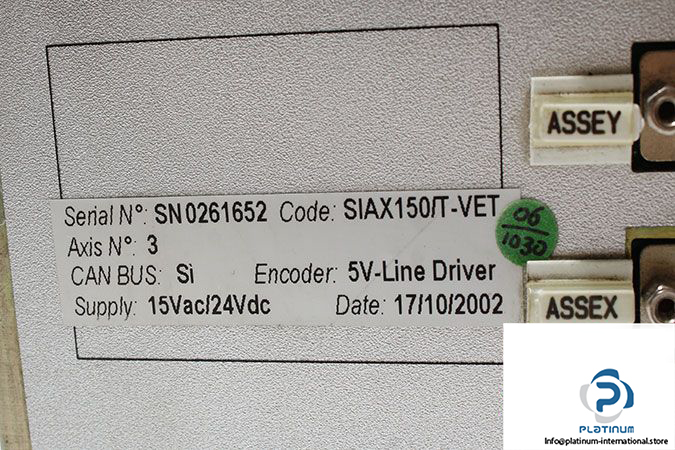 ASSEY
Serial N°: SN0261652 Code: SIAX150/T-VET
Axis N°: 3
CAN BUS: Sì Encoder: 5V-Line Driver
Supply: 15Vac/24Vdc Date: 17/10/2002
06
1030
ASSEX
PLATINUM
Info@platinum-international.store